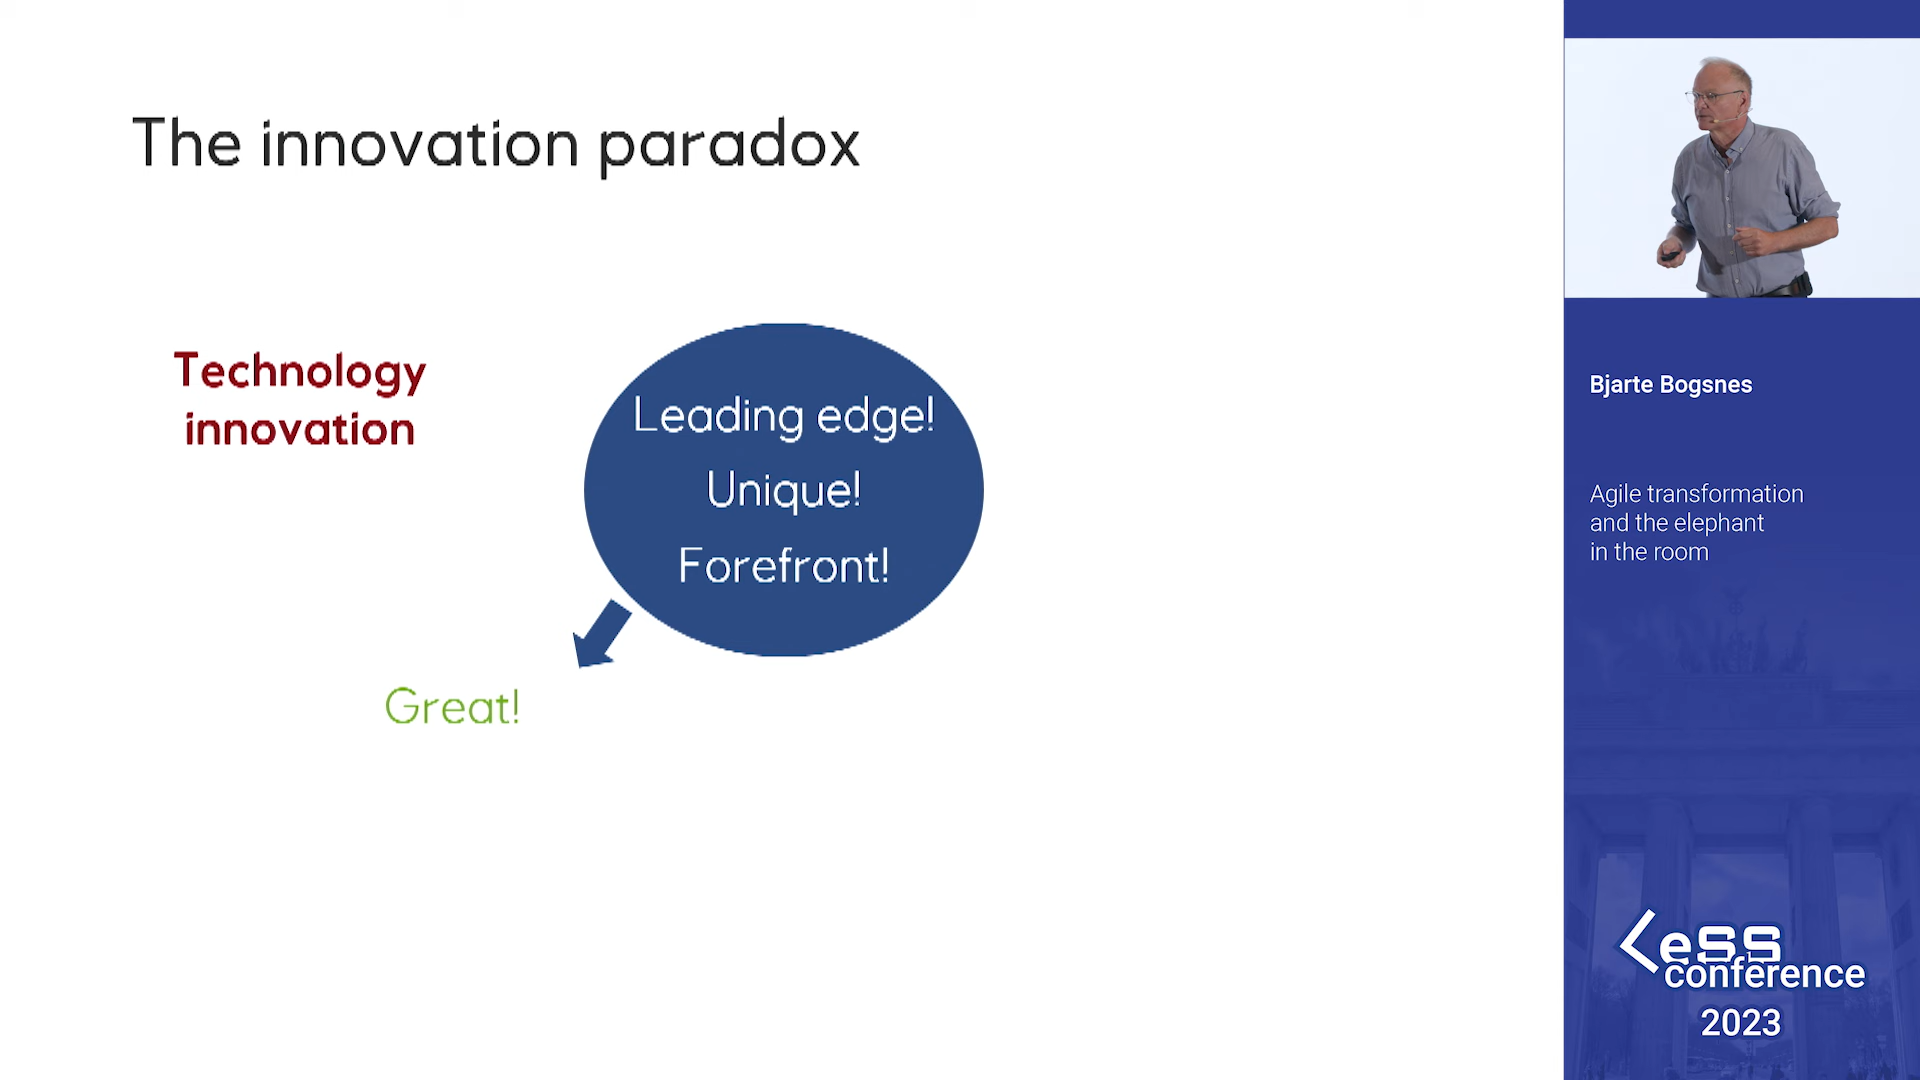 The innovation paradox
Technology
innovation
Leading edge!
Unique!
Forefront!
Great!
Bjarte Bogsnes
Agile transformation
and the elephant
in the room
LeSS
conference
2023